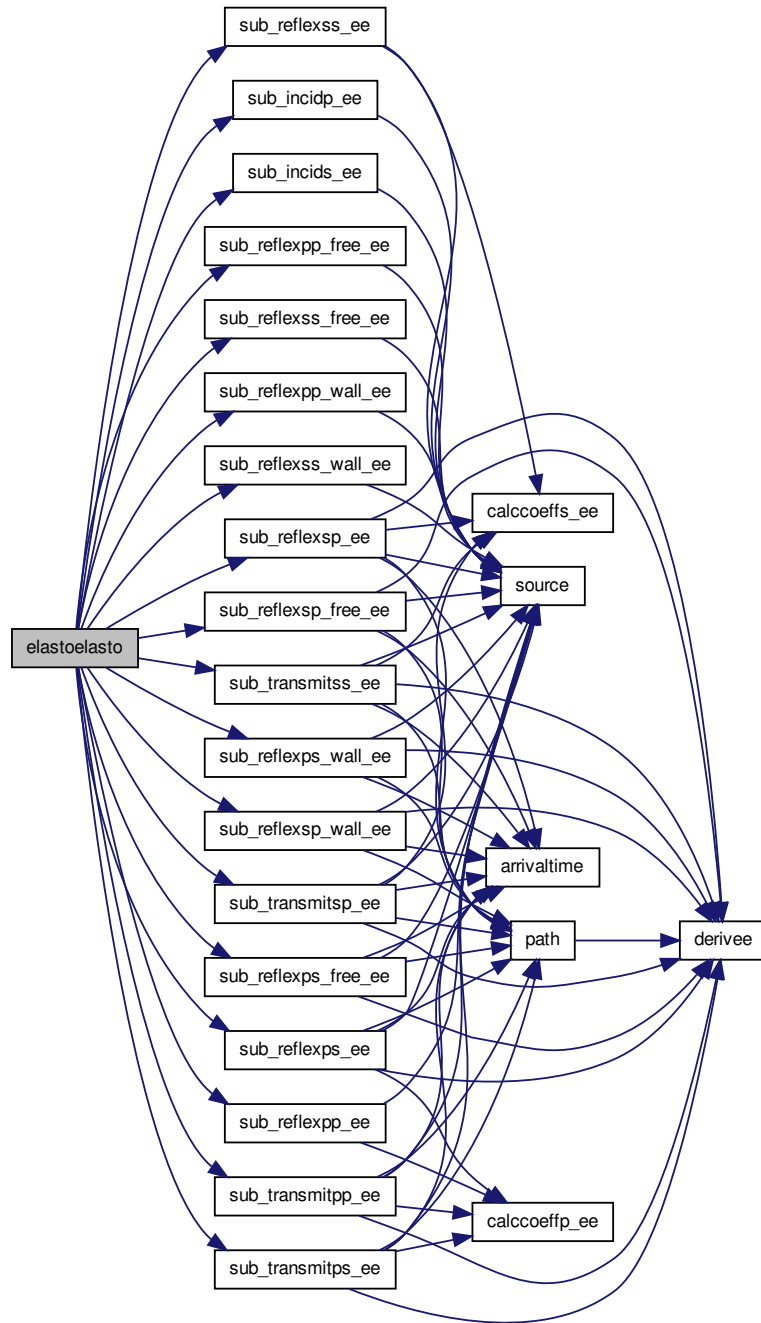 sub_reflexss_ee
sub_incidp_ee
sub_incids_ee
sub_reflexpp_free_ee
sub_reflexss_free_ee
sub_reflexpp_wall_ee
sub_reflexss_wall_ee
calccoeffs_ee
sub_reflexsp_ee
source
sub_reflexsp_free_ee
elastoelasto
sub_transmitss_ee
sub_reflexps_wall_ee
sub_reflexsp_wall_ee
arrivaltime
sub_transmitsp_ee
path
derivee
sub_reflexps_free_ee
sub_reflexps_ee
sub_reflexpp_ee
sub_transmitpp_ee
calccoeffp_ee
sub_transmitps_ee